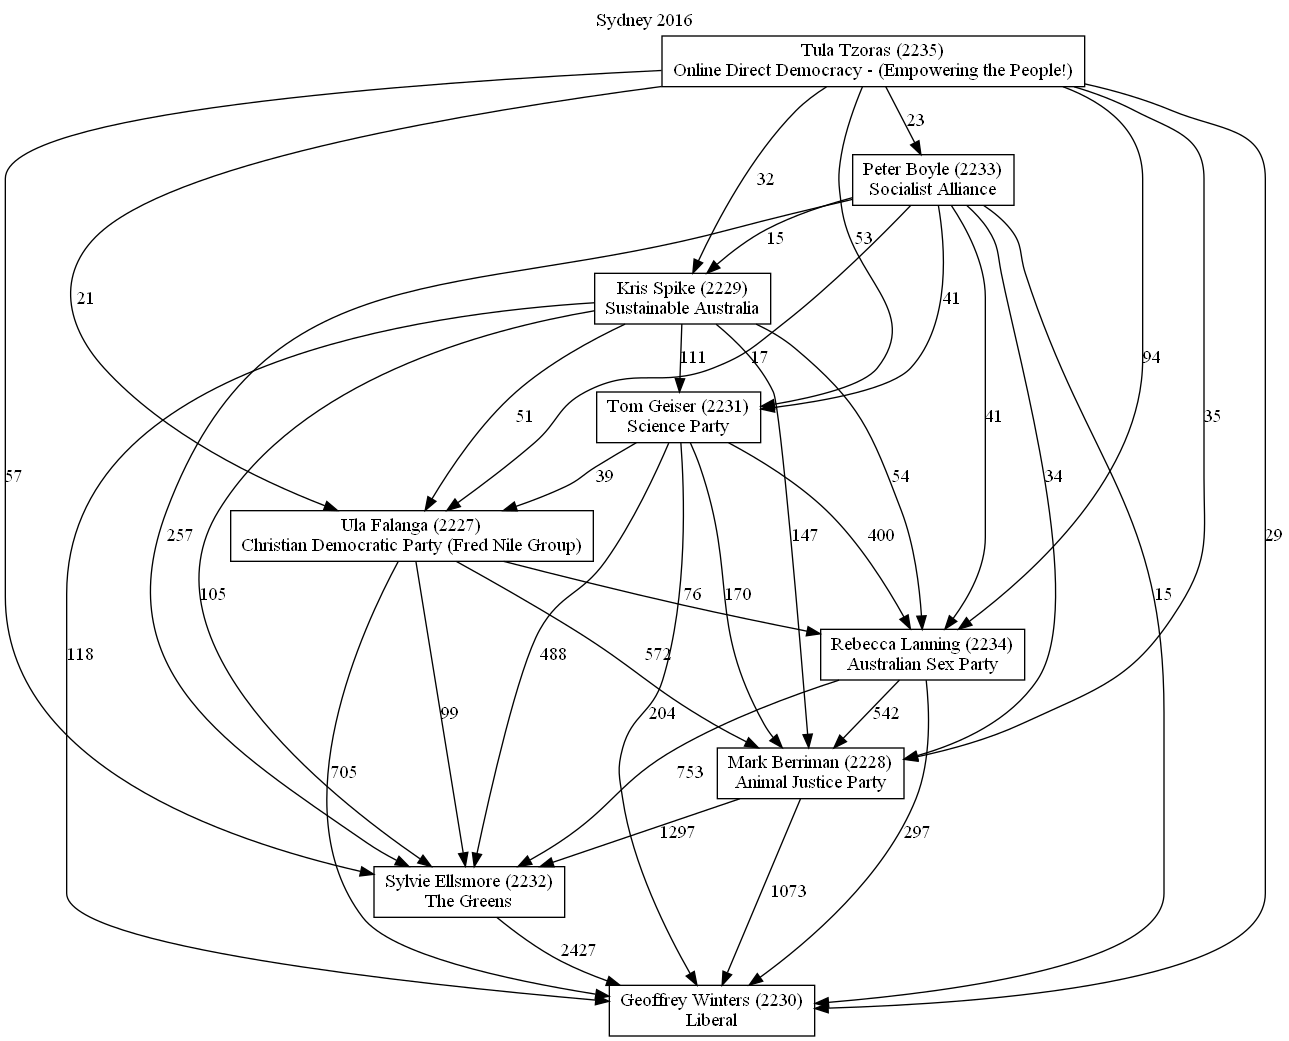 Sydney 2016
Tula Tzoras (2235)
Online Direct Democracy - (Empowering the People!)
23
Peter Boyle (2233)
Socialist Alliance
32
15
53
21
Kris Spike (2229)
Sustainable Australia
41
111
17
94
Tom Geiser (2231)
Science Party
51
41
35
57
39
54
34
Ula Falanga (2227)
Christian Democratic Party (Fred Nile Group)
257
147
400
29
105
76
170
15
118
488
572
Rebecca Lanning (2234)
Australian Sex Party
99
204
542
705
753
Mark Berriman (2228)
Animal Justice Party
1297
297
Sylvie Ellsmore (2232)
The Greens
1073
2427
Geoffrey Winters (2230)
Liberal